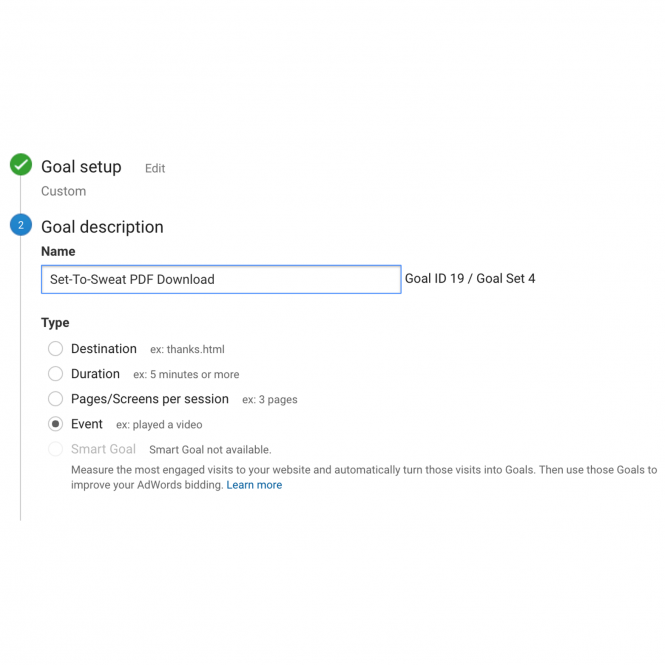 Goal setup Edit
Custom
2 Goal description
Name
Set-To-Sweat PDF Download Goal ID 19 / Goal Set 4
Type
Destination ex: thanks.html
Duration ex: 5 minutes or more
Pages/Screens per session ex: 3 pages
Event ex: played a video
Smart Goal Smart Goal not available.
Measure the most engaged visits to your website and automatically turn those visits into Goals. Then use those Goals to
improve your AdWords bidding. Learn more